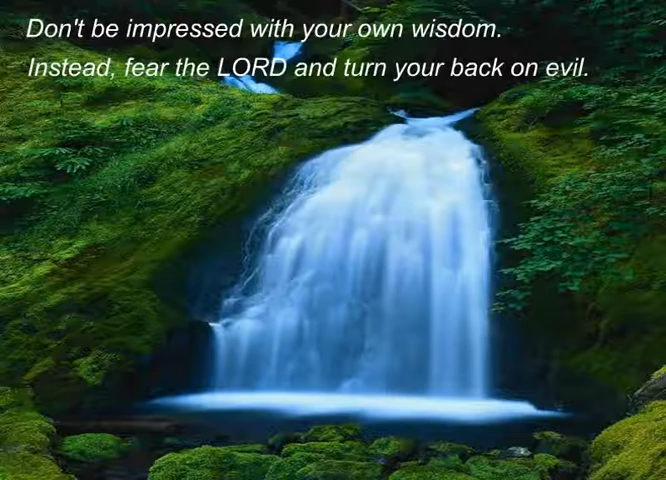 Don't be impressed with your own wisdom.
Instead, fear the LORD and turn your back on evil.